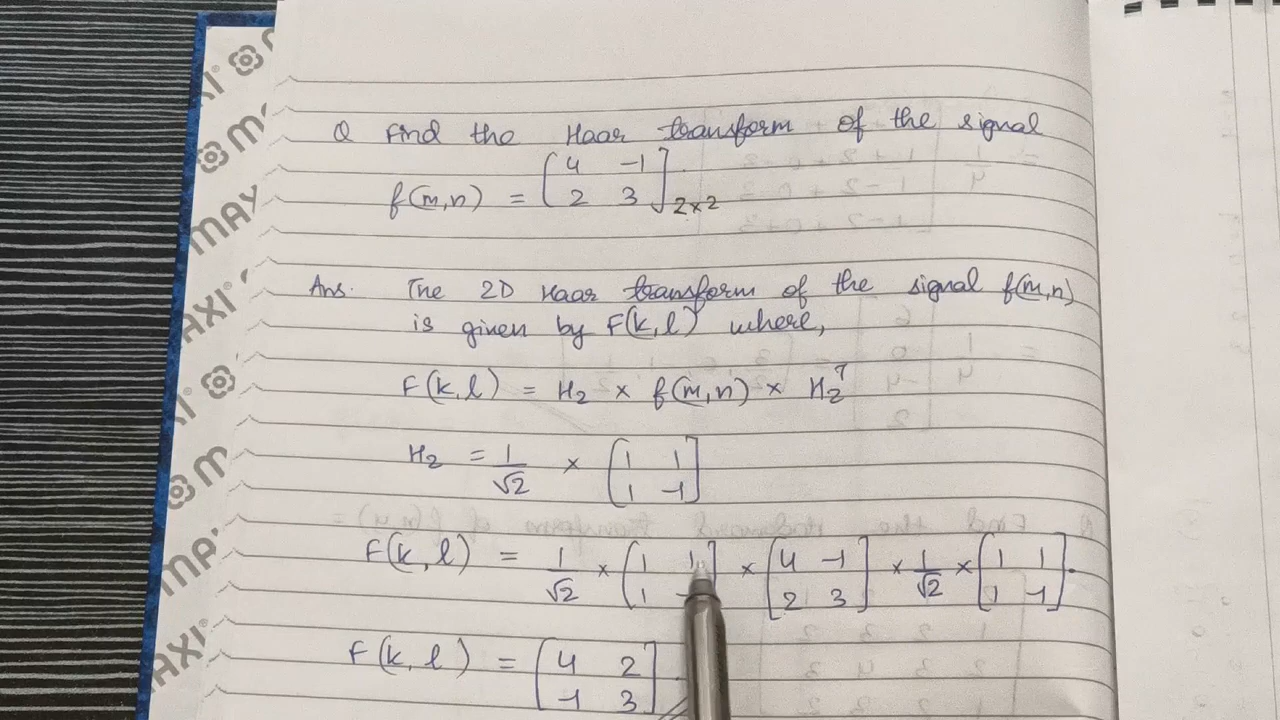 Q Find the Haar transform of the signal
f(m,n) = [4 -1
2 3]2×2
Ans. The 2D Haar transform of the signal f(m,n)
is given by F(k,l) where,
F(k,l) = H₂ × f(m,n) × H₂ᵀ
H₂ = 1/√2 × [1 1
1 -1]
F(k,l) = 1/√2 × [1 1] × [4 -1] × 1/√2 × [1 1].
1 2 3 1 -1
F(k,l) = [4 2
-1 3]
MAXI